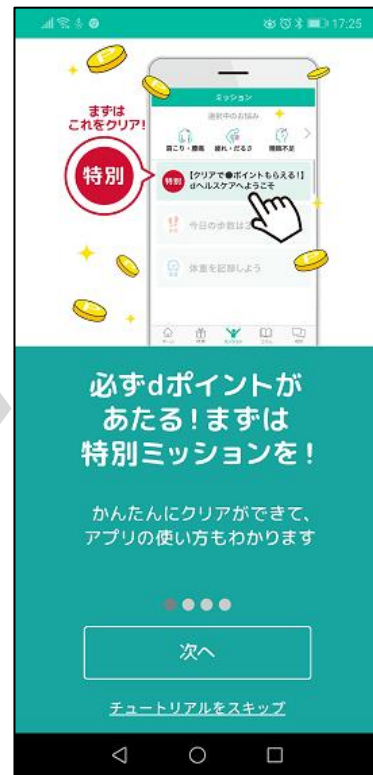 17:25
まずは
これをクリア!
特別
ミッション
選択中のお悩み
肩こり・腰痛
疲れ・だるさ
睡眠不足
特別
【クリアで●ポイントもらえる!】
dヘルスケアへようこそ
今日の歩数は
体重を記録しよう
必ずdポイントが
あたる!まずは
特別ミッションを!
かんたんにクリアができて、
アプリの使い方もわかります
次へ
チュートリアルをスキップ